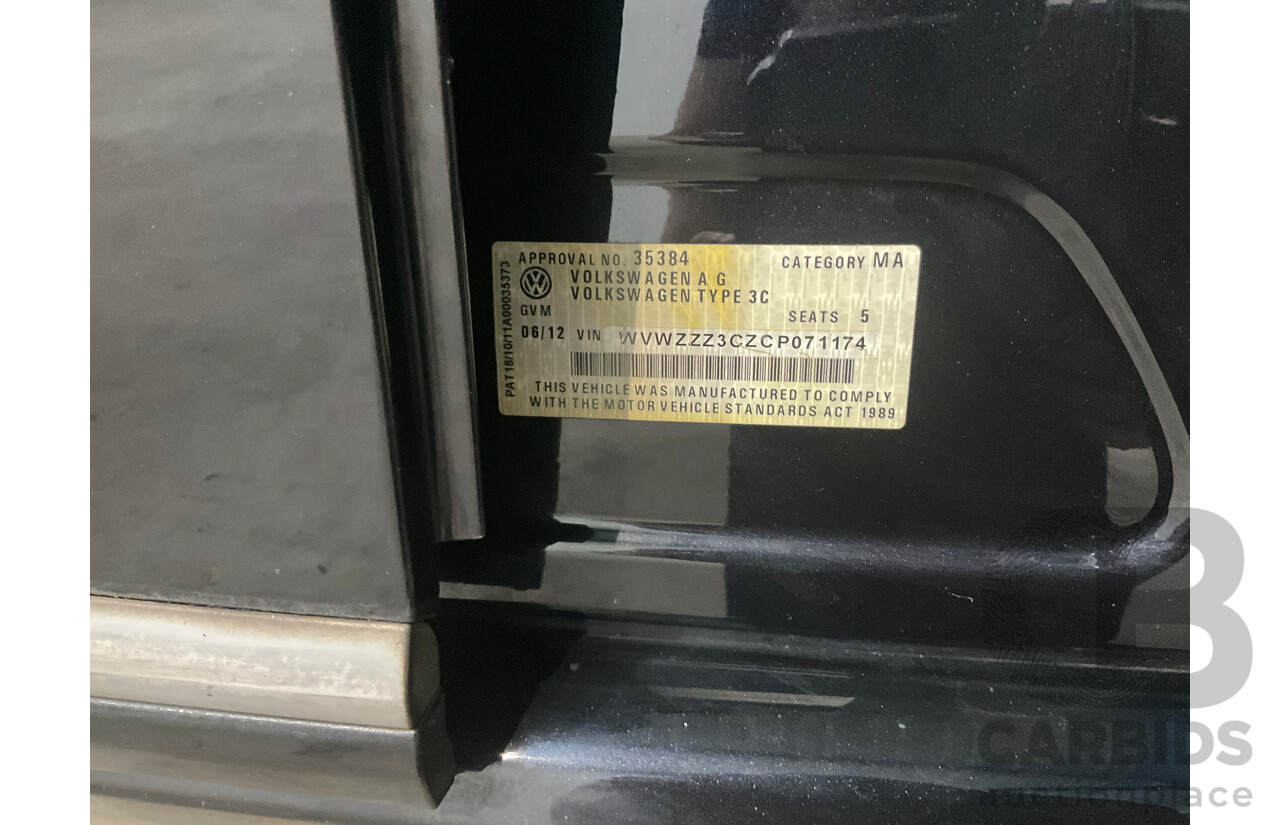 APPROVAL NO. 35384 CATEGORY MA
VOLKSWAGEN A G
VOLKSWAGEN TYPE 3C
GVM SEATS 5
06/12 VIN WVWZZZ3CZCP071174
THIS VEHICLE WAS MANUFACTURED TO COMPLY
WITH THE MOTOR VEHICLE STANDARDS ACT 1989
PAT18/10/11A00035373
CARBIDS
auctionplace